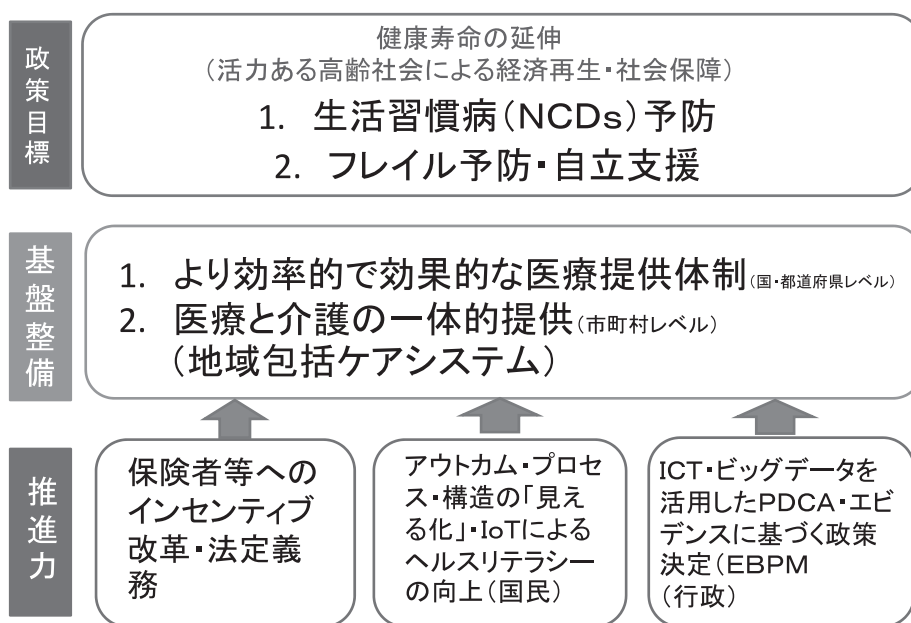 政策目標
健康寿命の延伸
（活力ある高齢社会による経済再生・社会保障）
1. 生活習慣病（NCDs）予防
2. フレイル予防・自立支援
基盤整備
1. より効率的で効果的な医療提供体制（国・都道府県レベル）
2. 医療と介護の一体的提供（市町村レベル）
（地域包括ケアシステム）
推進力
保険者等への
インセンティブ
改革・法定義
務
アウトカム・プロセ
ス・構造の「見え
る化」・IoTによる
ヘルスリテラシー
の向上（国民）
ICT・ビッグデータを
活用したPDCA・エビ
デンスに基づく政策
決定（EBPM
（行政）